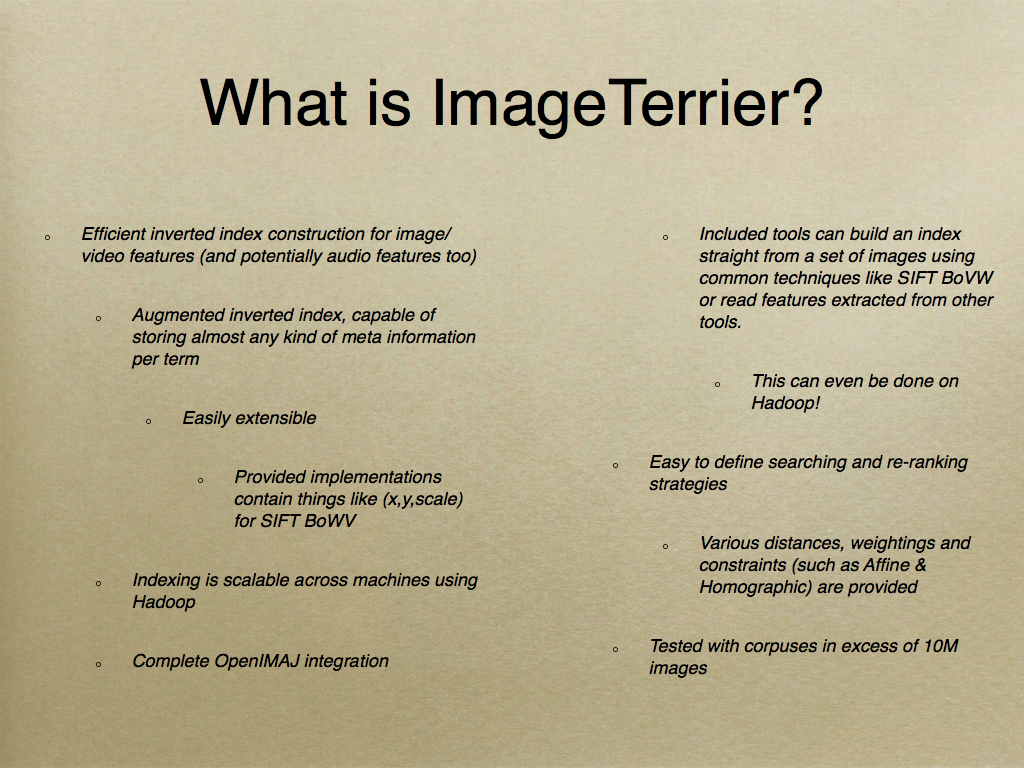 What is ImageTerrier?
Efficient inverted index construction for image/
video features (and potentially audio features too)
Augmented inverted index, capable of
storing almost any kind of meta information
per term
Easily extensible
Provided implementations
contain things like (x,y,scale)
for SIFT BoWV
Indexing is scalable across machines using
Hadoop
Complete OpenIMAJ integration
Included tools can build an index
straight from a set of images using
common techniques like SIFT BoVW
or read features extracted from other
tools.
This can even be done on
Hadoop!
Easy to define searching and re-ranking
strategies
Various distances, weightings and
constraints (such as Affine &
Homographic) are provided
Tested with corpuses in excess of 10M
images